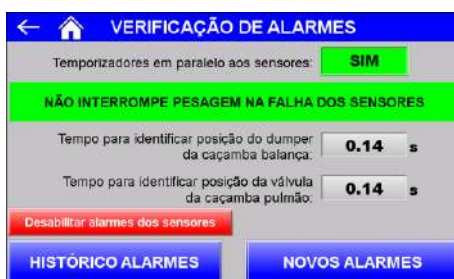 VERIFICAÇÃO DE ALARMES
Temporizadores em paralelo aos sensores: SIM
NÃO INTERROMPE PESAGEM NA FALHA DOS SENSORES
Tempo para identificar posição do dumper
da caçamba balança: 0.14 s
Tempo para identificar posição da válvula
da caçamba pulmão: 0.14 s
Desabilitar alarmes dos sensores
HISTÓRICO ALARMES NOVOS ALARMES